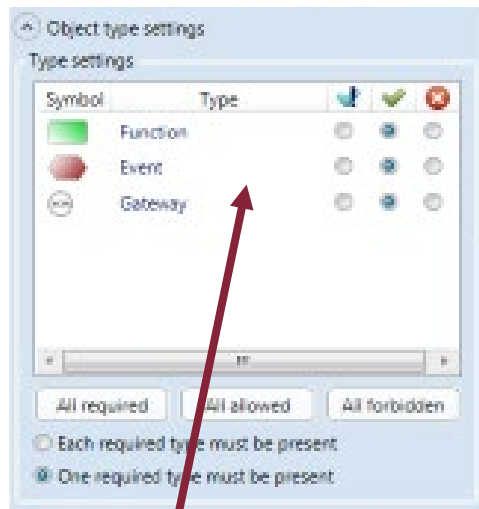 Object type settings
Type settings
Symbol Type
Function
Event
Gateway
All required All allowed All forbidden
Each required type must be present
One required type must be present